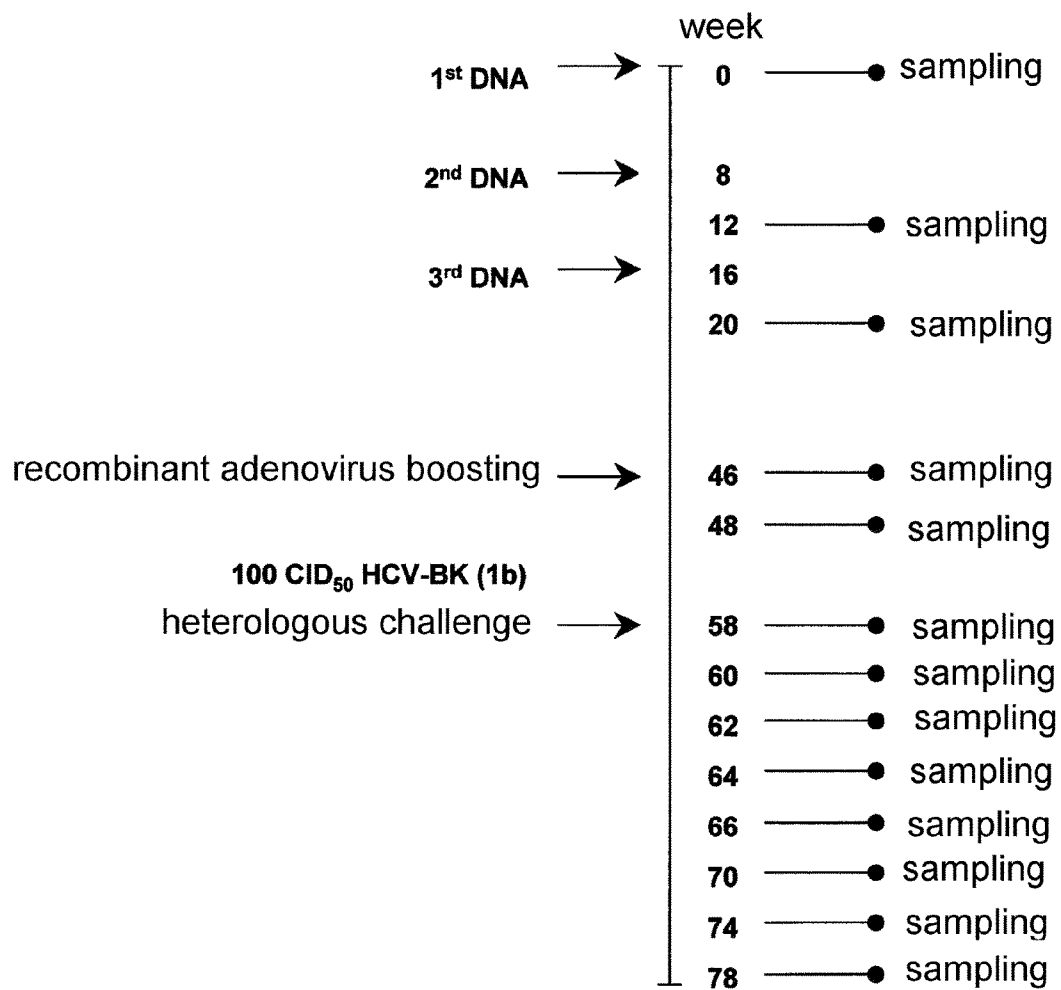 week
1st DNA 0 sampling
2nd DNA 8
12 sampling
3rd DNA 16
20 sampling
recombinant adenovirus boosting 46 sampling
48 sampling
100 CID50 HCV-BK (1b)
heterologous challenge 58 sampling
60 sampling
62 sampling
64 sampling
66 sampling
70 sampling
74 sampling
78 sampling